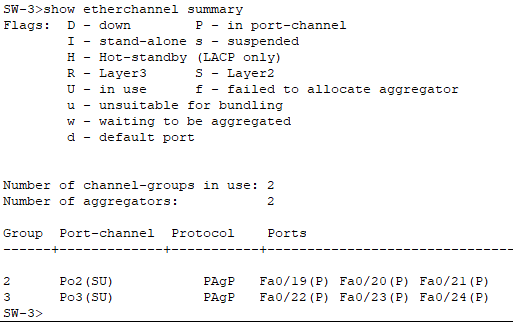 SW-3>show etherchannel summary
Flags:  D - down        P - in port-channel
        I - stand-alone s - suspended
        H - Hot-standby (LACP only)
        R - Layer3      S - Layer2
        U - in use      f - failed to allocate aggregator
        u - unsuitable for bundling
        w - waiting to be aggregated
        d - default port
Number of channel-groups in use: 2
Number of aggregators:           2
Group  Port-channel  Protocol    Ports
------+-------------+-----------+--------------------------------
2      Po2(SU)           PAgP   Fa0/19(P) Fa0/20(P) Fa0/21(P)
3      Po3(SU)           PAgP   Fa0/22(P) Fa0/23(P) Fa0/24(P)
SW-3>